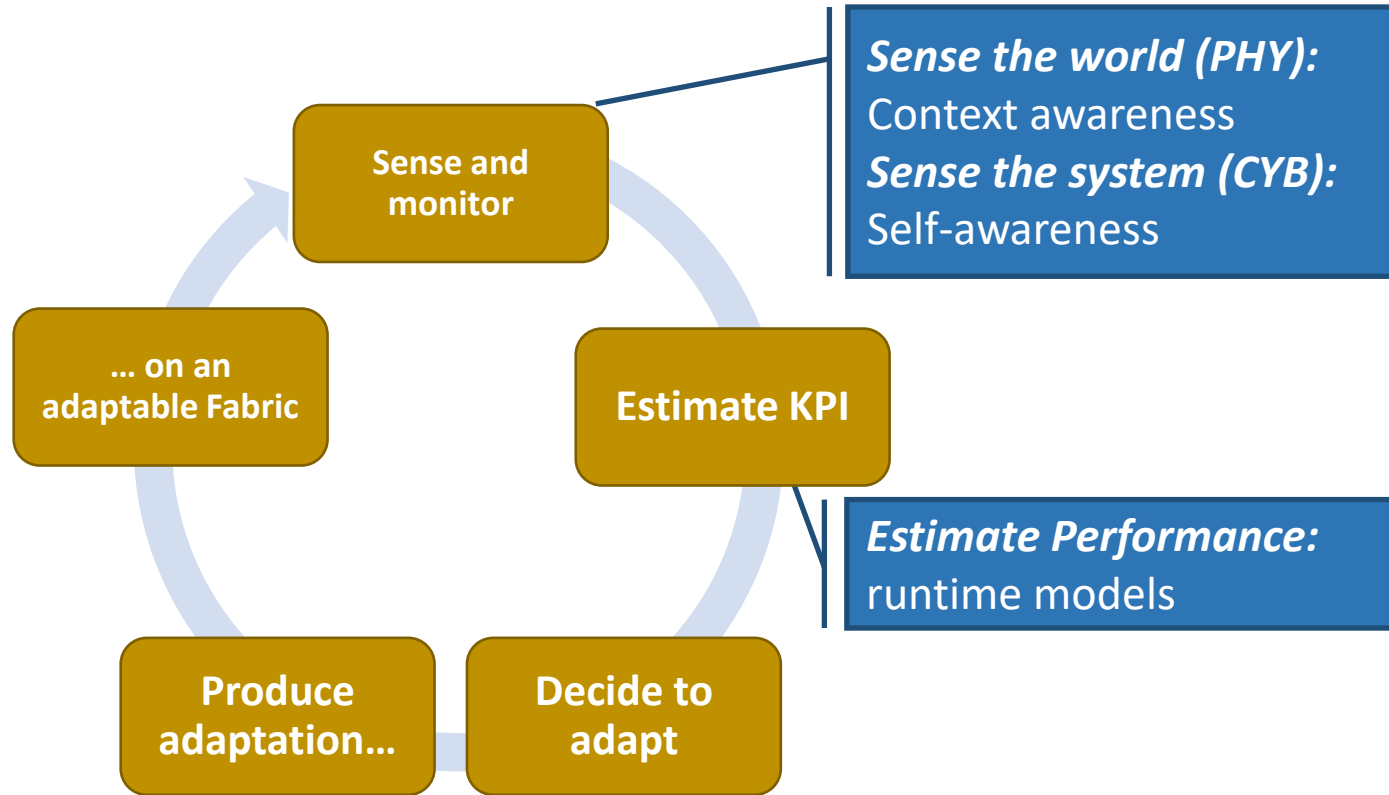 Sense and
monitor
Sense the world (PHY):
Context awareness
Sense the system (CYB):
Self-awareness
Estimate KPI
Estimate Performance:
runtime models
Decide to
adapt
Produce
adaptation…
… on an
adaptable Fabric